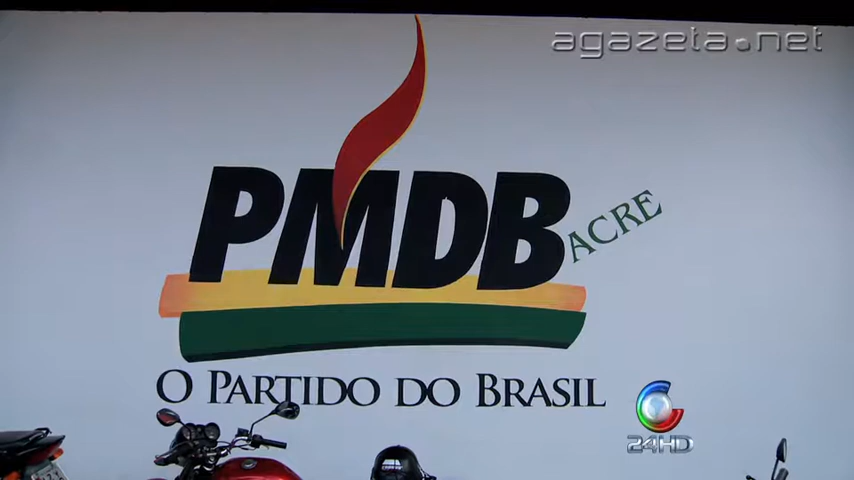 agazeta.net
PMDB
ACRE
O PARTIDO DO BRASIL
24HD